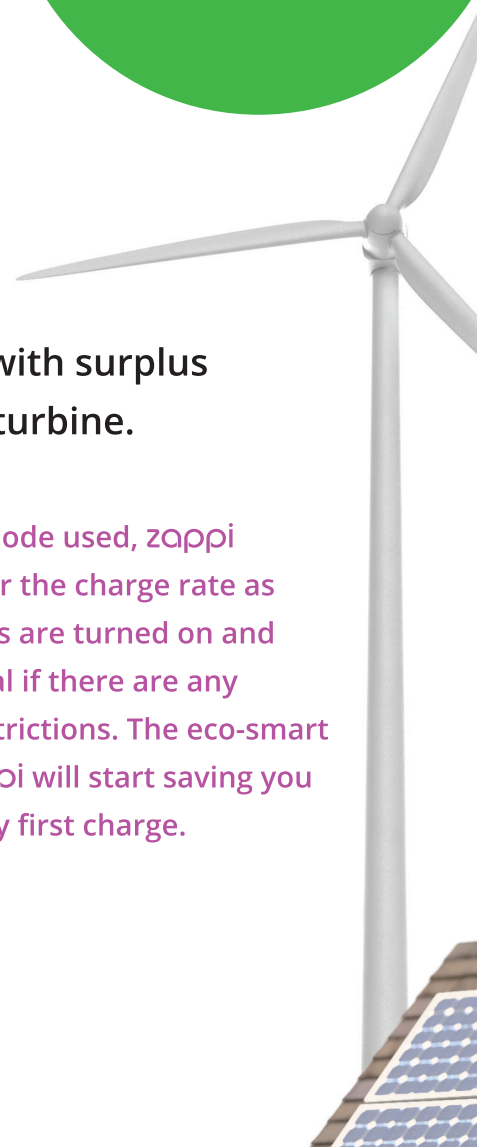 with surplus
turbine.
ode used, zappi
r the charge rate as
s are turned on and
al if there are any
trictions. The eco-smart
pi will start saving you
y first charge.